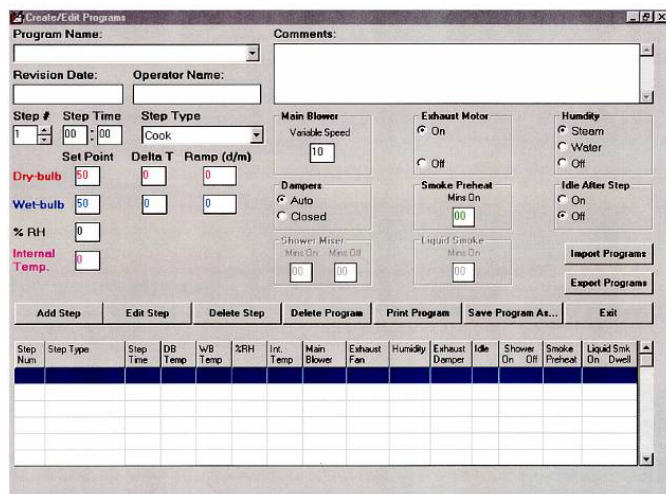 Create/Edit Programs
Program Name:
Comments:
Revision Date:
Operator Name:
Step #
Step Time
Step Type
1
00 : 00
Cook
Set Point
Delta T
Ramp (d/m)
Dry-bulb
50
0
0
Wet-bulb
50
0
0
% RH
0
Internal
Temp.
0
Main Blower
Variable Speed
10
Exhaust Motor
On
Off
Humdity
Steam
Water
Off
Dampers
Auto
Closed
Smoke Preheat
Mins On
00
Idle After Step
On
Off
Shower Miser
Mins On Mins Off
00 00
Liquid Smoke
Mins On
00
Import Programs
Export Programs
Add Step
Edit Step
Delete Step
Delete Program
Print Program
Save Program As...
Exit
Step Num
Step Type
Step Time
DB Temp
WB Temp
%RH
Int. Temp
Main Blower
Exhaust Fan
Humidity
Exhaust Damper
Idle
Shower On Off
Smoke Preheat
Liquid Smk On Dwell